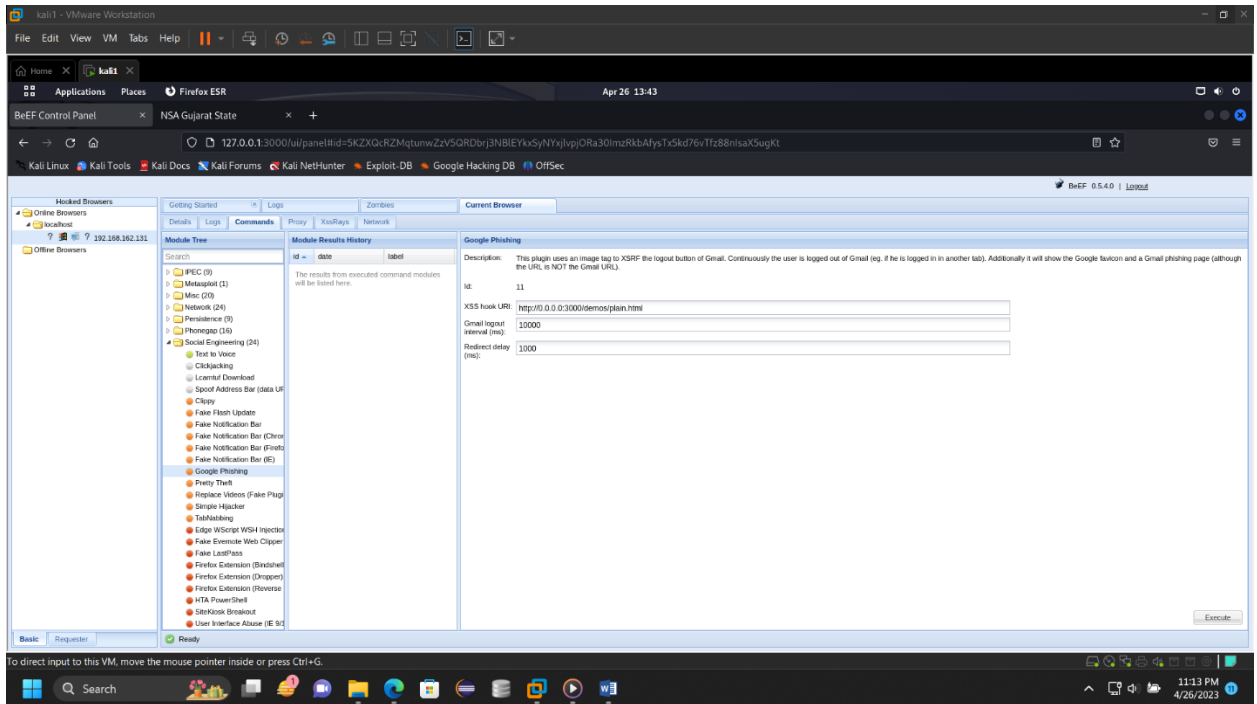 kali1 - VMware Workstation
File Edit View VM Tabs Help
Home kali1
Applications Places Firefox ESR Apr 26 13:43
BeEF Control Panel NSA Gujarat State
Kali Linux Kali Tools Kali Docs Kali Forums Kali NetHunter Exploit-DB Google Hacking DB OffSec
BeEF 0.5.4.0 | Logout
Hooked Browsers
Online Browsers
localhost
? ? 192.168.162.131
Offline Browsers
Basic Requester
Getting Started Logs Zombies Current Browser
Details Logs Commands Proxy XssRays Network
Module Tree
Search
IPEC (9)
Metasploit (1)
Misc (20)
Network (24)
Persistence (9)
Phonegap (16)
Social Engineering (24)
Text to Voice
Clickjacking
Lcamtuf Download
Spoof Address Bar (data UF
Clippy
Fake Flash Update
Fake Notification Bar
Fake Notification Bar (Chror
Fake Notification Bar (Firefo
Fake Notification Bar (IE)
Google Phishing
Pretty Theft
Replace Videos (Fake Plugi
Simple Hijacker
TabNabbing
Edge WScript WSH Injection
Fake Evernote Web Clipper
Fake LastPass
Firefox Extension (Bindshell
Firefox Extension (Dropper)
Firefox Extension (Reverse
HTA PowerShell
SiteKiosk Breakout
User Interface Abuse (IE 9/1
Module Results History
id date label
The results from executed command modules
will be listed here.
Google Phishing
Description: This plugin uses an image tag to XSRF the logout button of Gmail. Continuously the user is logged out of Gmail (eg. if he is logged in in another tab). Additionally it will show the Google favicon and a Gmail phishing page (although
the URL is NOT the Gmail URL).
Id: 11
XSS hook URI: http://0.0.0.0:3000/demos/plain.html
Gmail logout
interval (ms): 10000
Redirect delay
(ms): 1000
Execute
Ready
To direct input to this VM, move the mouse pointer inside or press Ctrl+G.
Search
11:13 PM
4/26/2023